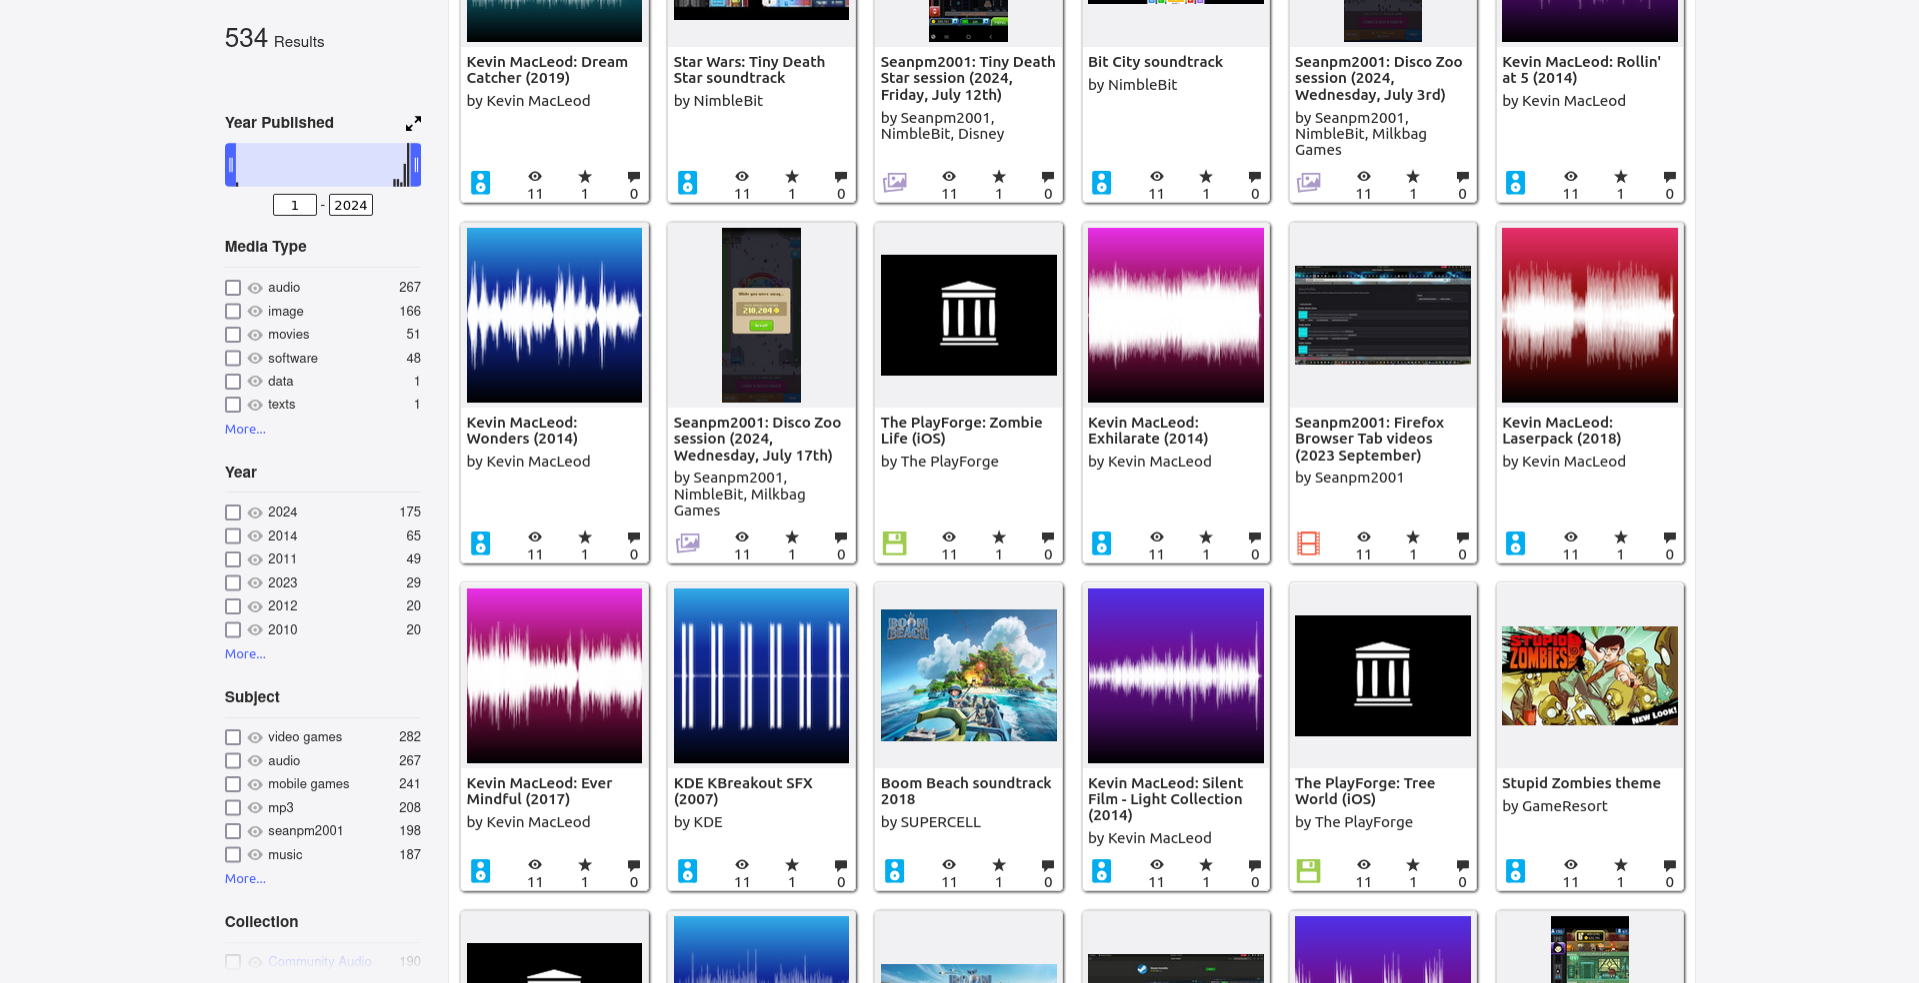 534 Results
Year Published
1 - 2024
Media Type
audio 267
image 166
movies 51
software 48
data 1
texts 1
More...
Year
2024 175
2014 65
2011 49
2023 29
2012 20
2010 20
More...
Subject
video games 282
audio 267
mobile games 241
mp3 208
seanpm2001 198
music 187
More...
Collection
Community Audio 190
Kevin MacLeod: Dream
Catcher (2019)
by Kevin MacLeod
11 1 0
Star Wars: Tiny Death
Star soundtrack
by NimbleBit
11 1 0
Seanpm2001: Tiny Death
Star session (2024,
Friday, July 12th)
by Seanpm2001,
NimbleBit, Disney
11 1 0
Bit City soundtrack
by NimbleBit
11 1 0
Seanpm2001: Disco Zoo
session (2024,
Wednesday, July 3rd)
by Seanpm2001,
NimbleBit, Milkbag
Games
11 1 0
Kevin MacLeod: Rollin'
at 5 (2014)
by Kevin MacLeod
11 1 0
Kevin MacLeod:
Wonders (2014)
by Kevin MacLeod
11 1 0
While you were away...
210,204
Seanpm2001: Disco Zoo
session (2024,
Wednesday, July 17th)
by Seanpm2001,
NimbleBit, Milkbag
Games
11 1 0
The PlayForge: Zombie
Life (iOS)
by The PlayForge
11 1 0
Kevin MacLeod:
Exhilarate (2014)
by Kevin MacLeod
11 1 0
Seanpm2001: Firefox
Browser Tab videos
(2023 September)
by Seanpm2001
11 1 0
Kevin MacLeod:
Laserpack (2018)
by Kevin MacLeod
11 1 0
Kevin MacLeod: Ever
Mindful (2017)
by Kevin MacLeod
11 1 0
KDE KBreakout SFX
(2007)
by KDE
11 1 0
BOOM
BEACH
Boom Beach soundtrack
2018
by SUPERCELL
11 1 0
Kevin MacLeod: Silent
Film - Light Collection
(2014)
by Kevin MacLeod
11 1 0
The PlayForge: Tree
World (iOS)
by The PlayForge
11 1 0
STUPID
ZOMBIES
NEW LOOK!
Stupid Zombies theme
by GameResort
11 1 0